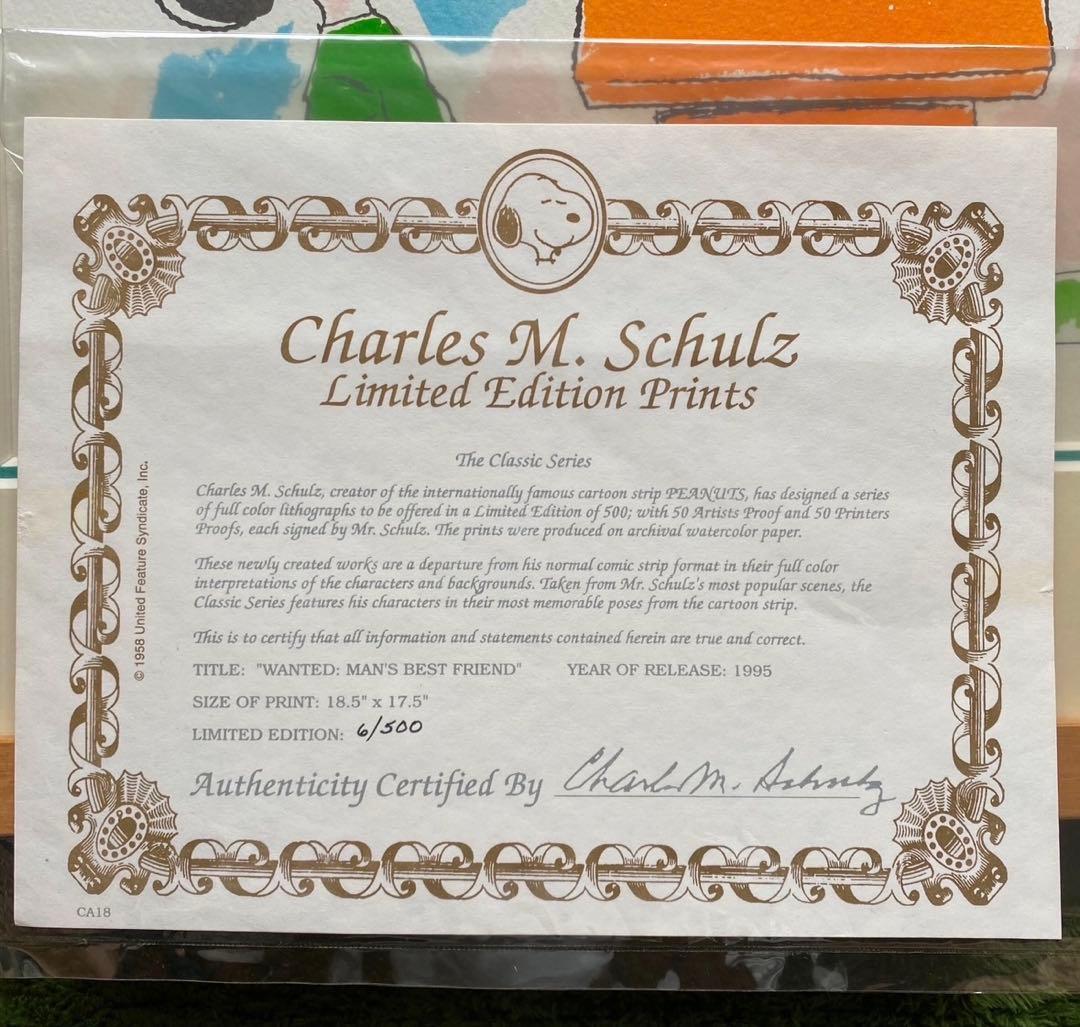 Charles M. Schulz
Limited Edition Prints
The Classic Series
Charles M. Schulz, creator of the internationally famous cartoon strip PEANUTS, has designed a series
of full color lithographs to be offered in a Limited Edition of 500; with 50 Artists Proof and 50 Printers
Proofs, each signed by Mr. Schulz. The prints were produced on archival watercolor paper.
These newly created works are a departure from his normal comic strip format in their full color
interpretations of the characters and backgrounds. Taken from Mr. Schulz's most popular scenes, the
Classic Series features his characters in their most memorable poses from the cartoon strip.
This is to certify that all information and statements contained herein are true and correct.
TITLE: "WANTED: MAN'S BEST FRIEND" YEAR OF RELEASE: 1995
SIZE OF PRINT: 18.5" x 17.5"
LIMITED EDITION: 6/500
Authenticity Certified By Charles M. Schulz
© 1958 United Feature Syndicate, Inc.
CA18